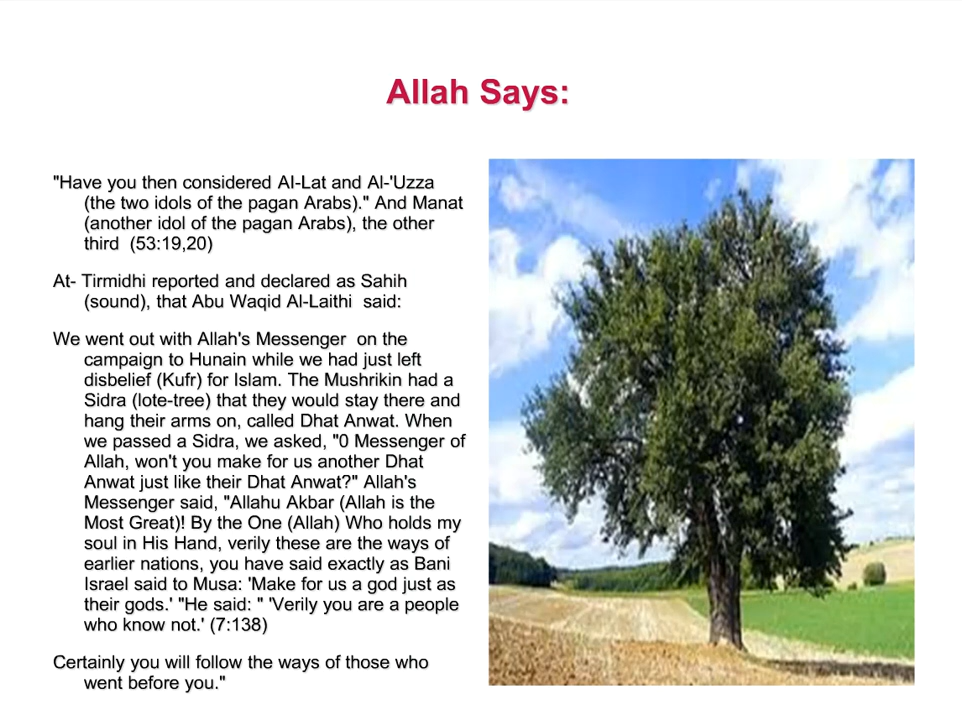 Allah Says:
"Have you then considered AI-Lat and Al-'Uzza
(the two idols of the pagan Arabs)." And Manat
(another idol of the pagan Arabs), the other
third  (53:19,20)
At- Tirmidhi reported and declared as Sahih
(sound), that Abu Waqid Al-Laithi  said:
We went out with Allah's Messenger  on the
campaign to Hunain while we had just left
disbelief (Kufr) for Islam. The Mushrikin had a
Sidra (lote-tree) that they would stay there and
hang their arms on, called Dhat Anwat. When
we passed a Sidra, we asked, "0 Messenger of
Allah, won't you make for us another Dhat
Anwat just like their Dhat Anwat?" Allah's
Messenger said, "Allahu Akbar (Allah is the
Most Great)! By the One (Allah) Who holds my
soul in His Hand, verily these are the ways of
earlier nations, you have said exactly as Bani
Israel said to Musa: 'Make for us a god just as
their gods.' "He said: " 'Verily you are a people
who know not.' (7:138)
Certainly you will follow the ways of those who
went before you."